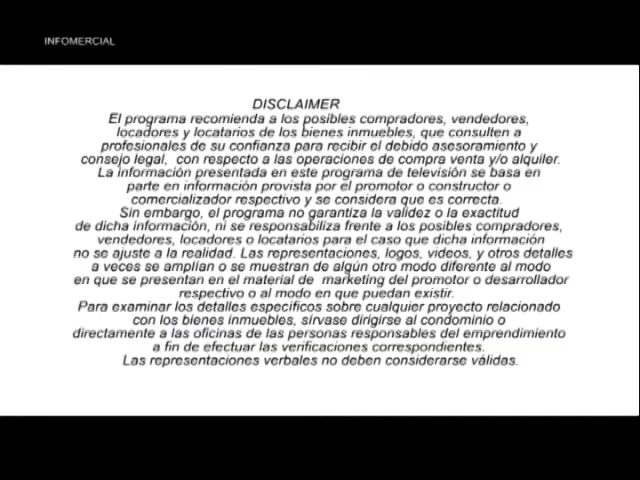 INFOMERCIAL
DISCLAIMER
El programa recomienda a los posibles compradores, vendedores,
locadores y locatarios de los bienes inmuebles, que consulten a
profesionales de su confianza para recibir el debido asesoramiento y
consejo legal, con respecto a las operaciones de compra venta y/o alquiler.
La información presentada en este programa de televisión se basa en
parte en información provista por el promotor o constructor o
comercializador respectivo y se considera que es correcta.
Sin embargo, el programa no garantiza la validez o la exactitud
de dicha información, ni se responsabiliza frente a los posibles compradores,
vendedores, locadores o locatarios para el caso que dicha información
no se ajuste a la realidad. Las representaciones, logos, videos, y otros detalles
a veces se amplían o se muestran de algún otro modo diferente al modo
en que se presentan en el material de marketing del promotor o desarrollador
respectivo o al modo en que puedan existir.
Para examinar los detalles específicos sobre cualquier proyecto relacionado
con los bienes inmuebles, sírvase dirigirse al condominio o
directamente a las oficinas de las personas responsables del emprendimiento
a fin de efectuar las verificaciones correspondientes.
Las representaciones verbales no deben considerarse válidas.